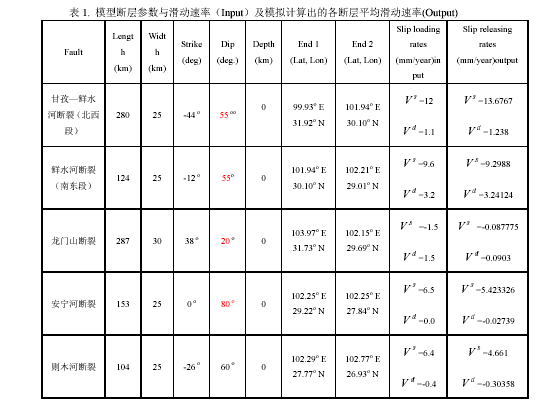 表 1. 模型断层参数与滑动速率（Input）及模拟计算出的各断层平均滑动速率(Output)
Fault
Lengt
h
(km)
Widt
h
(km)
Strike
(deg)
Dip
(deg.)
Depth
(km)
End 1
(Lat, Lon)
End 2
(Lat, Lon)
Slip loading
rates
(mm/year)in
put
Slip releasing
rates
(mm/year)output
甘孜—鲜水
河断裂（北西
段）
280
25
-44°
55°°
0
99.93° E
31.92° N
101.94° E
30.10° N
V^s =12
V^d =1.1
V^s =13.6767
V^d =1.238
鲜水河断裂
（南东段）
124
25
-12°
55°
0
101.94° E
30.10° N
102.21° E
29.01° N
V^s =9.6
V^d =3.2
V^s =9.2988
V^d =3.24124
龙门山断裂
287
30
38°
20°
0
103.97° E
31.73° N
102.15° E
29.69° N
V^s =-1.5
V^d =1.5
V^s =-0.087775
V^d =0.0903
安宁河断裂
153
25
0°
80°
0
102.25° E
29.22° N
102.25° E
27.84° N
V^s =6.5
V^d =0.0
V^s =5.423326
V^d =-0.02739
则木河断裂
104
25
-26°
60°
0
102.29° E
27.77° N
102.77° E
26.93° N
V^s =6.4
V^d =-0.4
V^s =4.661
V^d =-0.30358